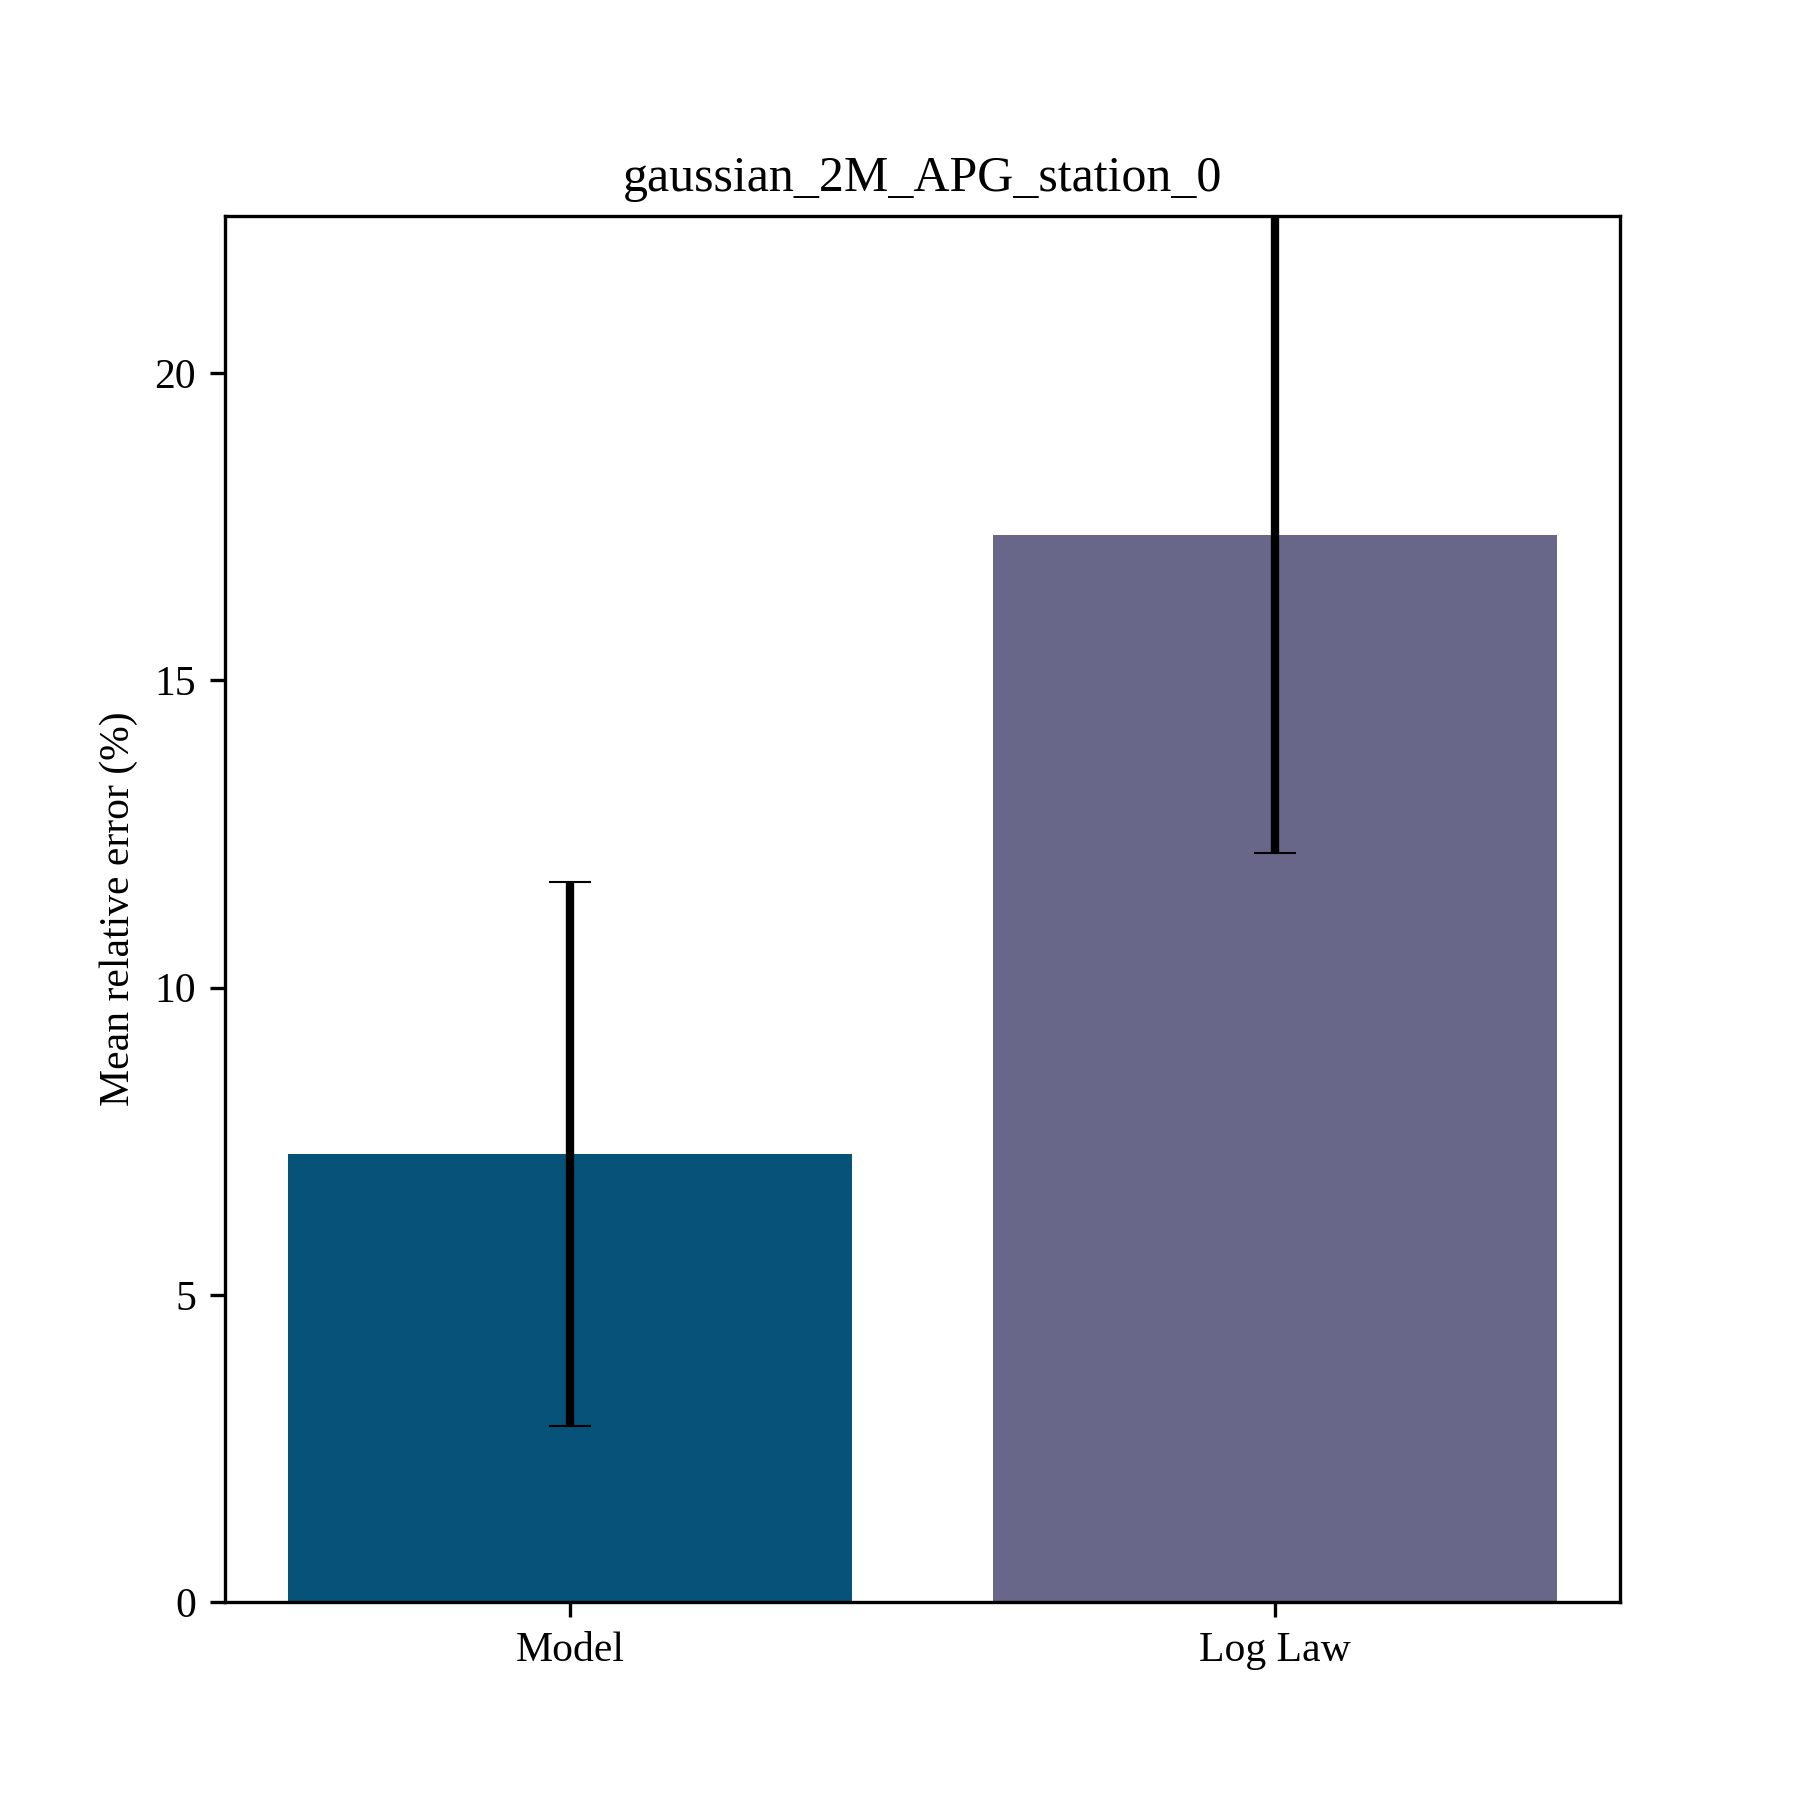 gaussian_2M_APG_station_0
Mean relative error (%)
20
15
10
5
0
Model
Log Law